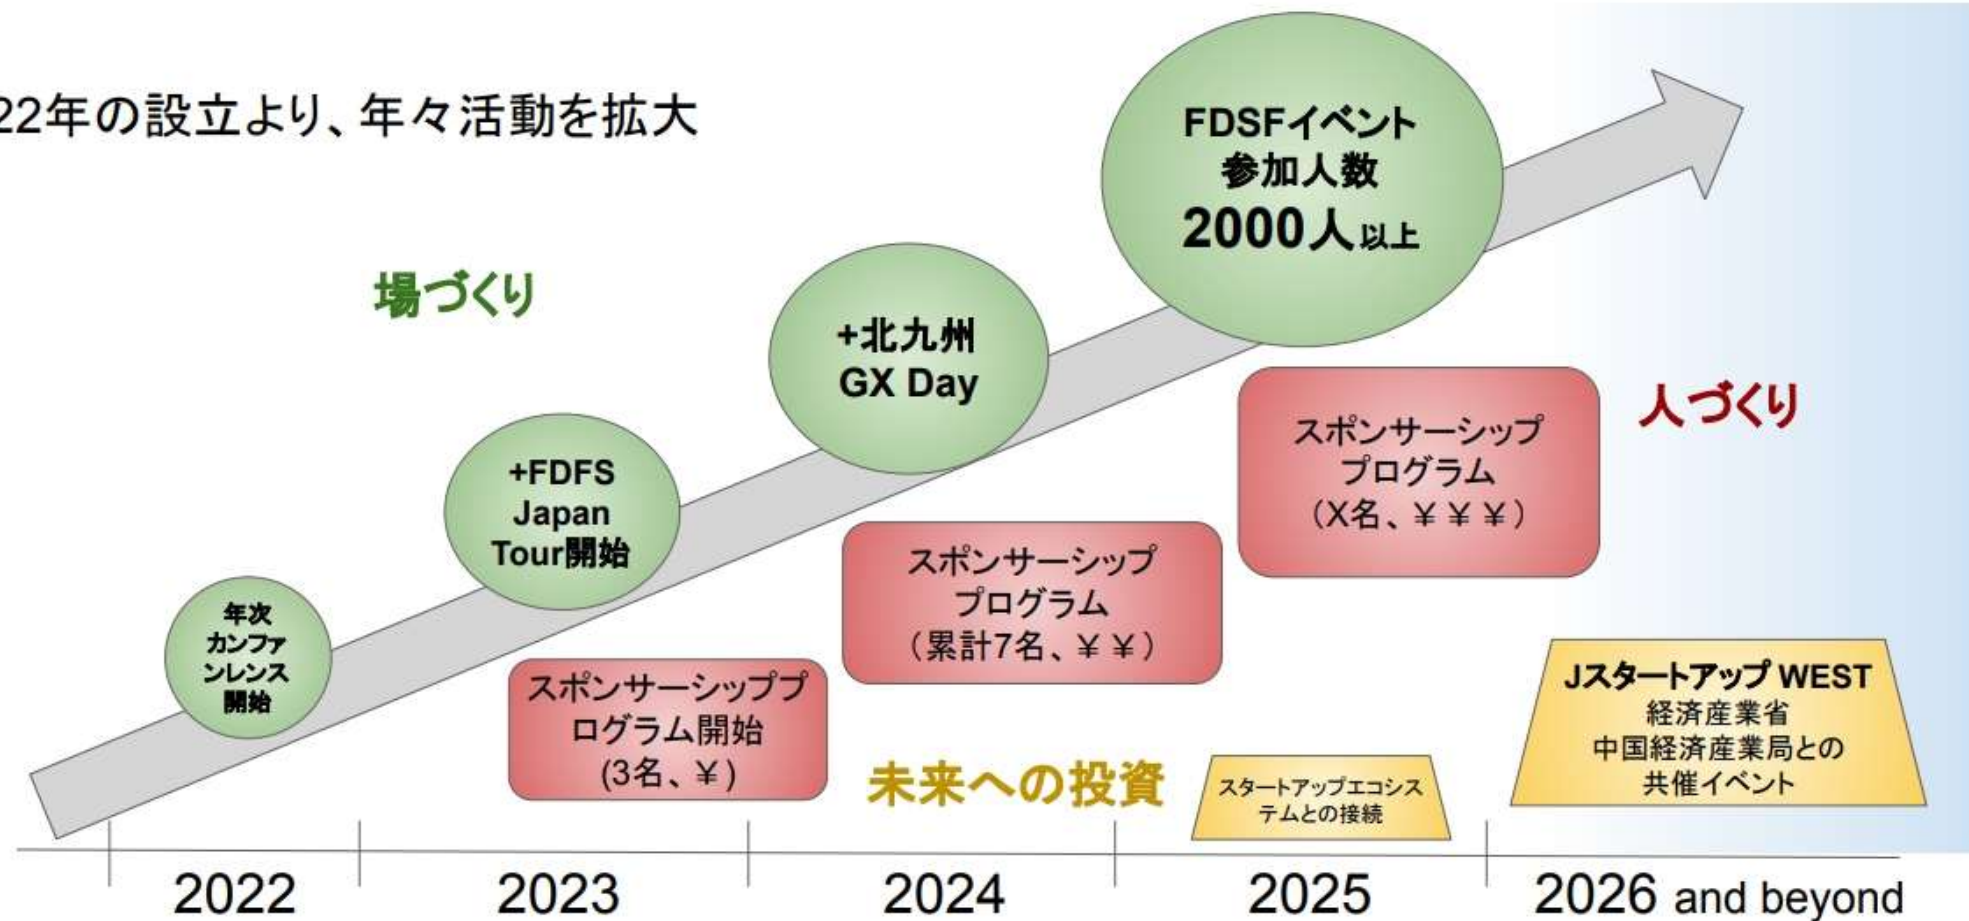 22年の設立より、年々活動を拡大
FDSFイベント
参加人数
2000人以上
場づくり
+北九州
GX Day
人づくり
+FDFS
Japan
Tour開始
スポンサーシップ
プログラム
（X名、￥￥￥）
スポンサーシップ
プログラム
（累計7名、￥￥）
年次
カンファ
ンレンス
開始
スポンサーシッププ
ログラム開始
(3名、￥)
未来への投資
スタートアップエコシス
テムとの接続
Jスタートアップ WEST
経済産業省
中国経済産業局との
共催イベント
2022
2023
2024
2025
2026 and beyond